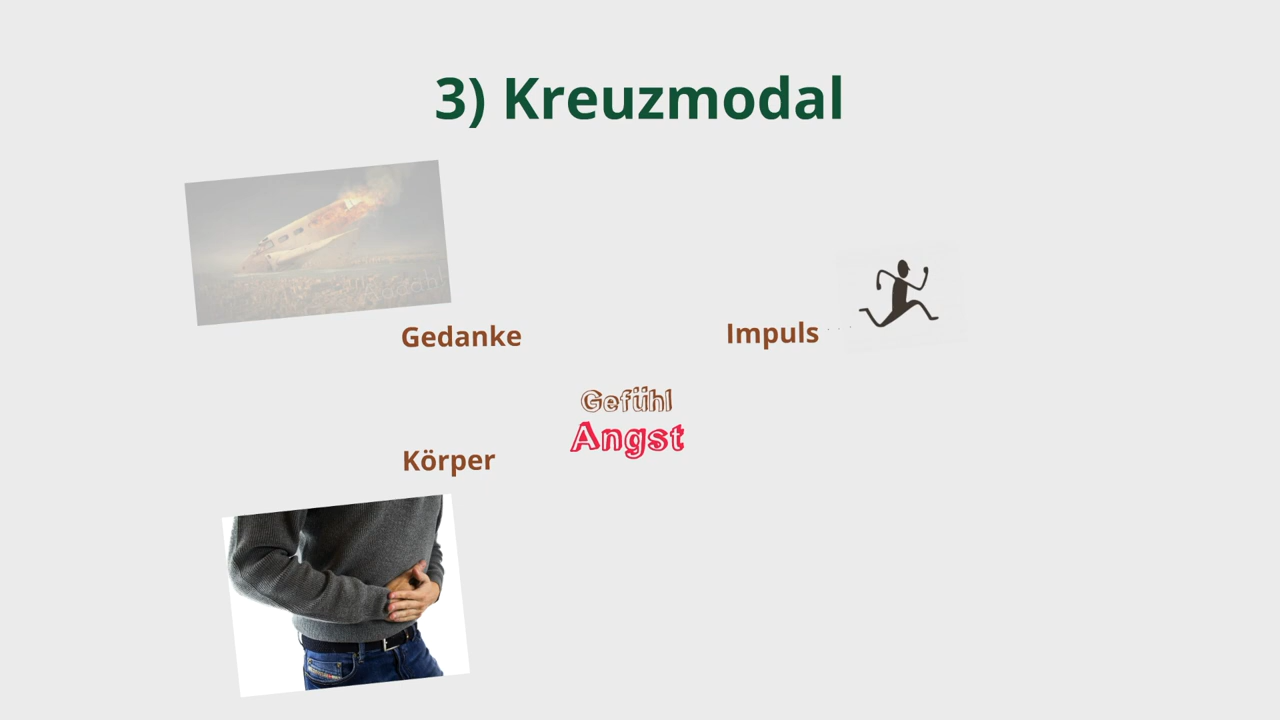 3) Kreuzmodal
Gedanke
Impuls
Gefühl
Angst
Körper